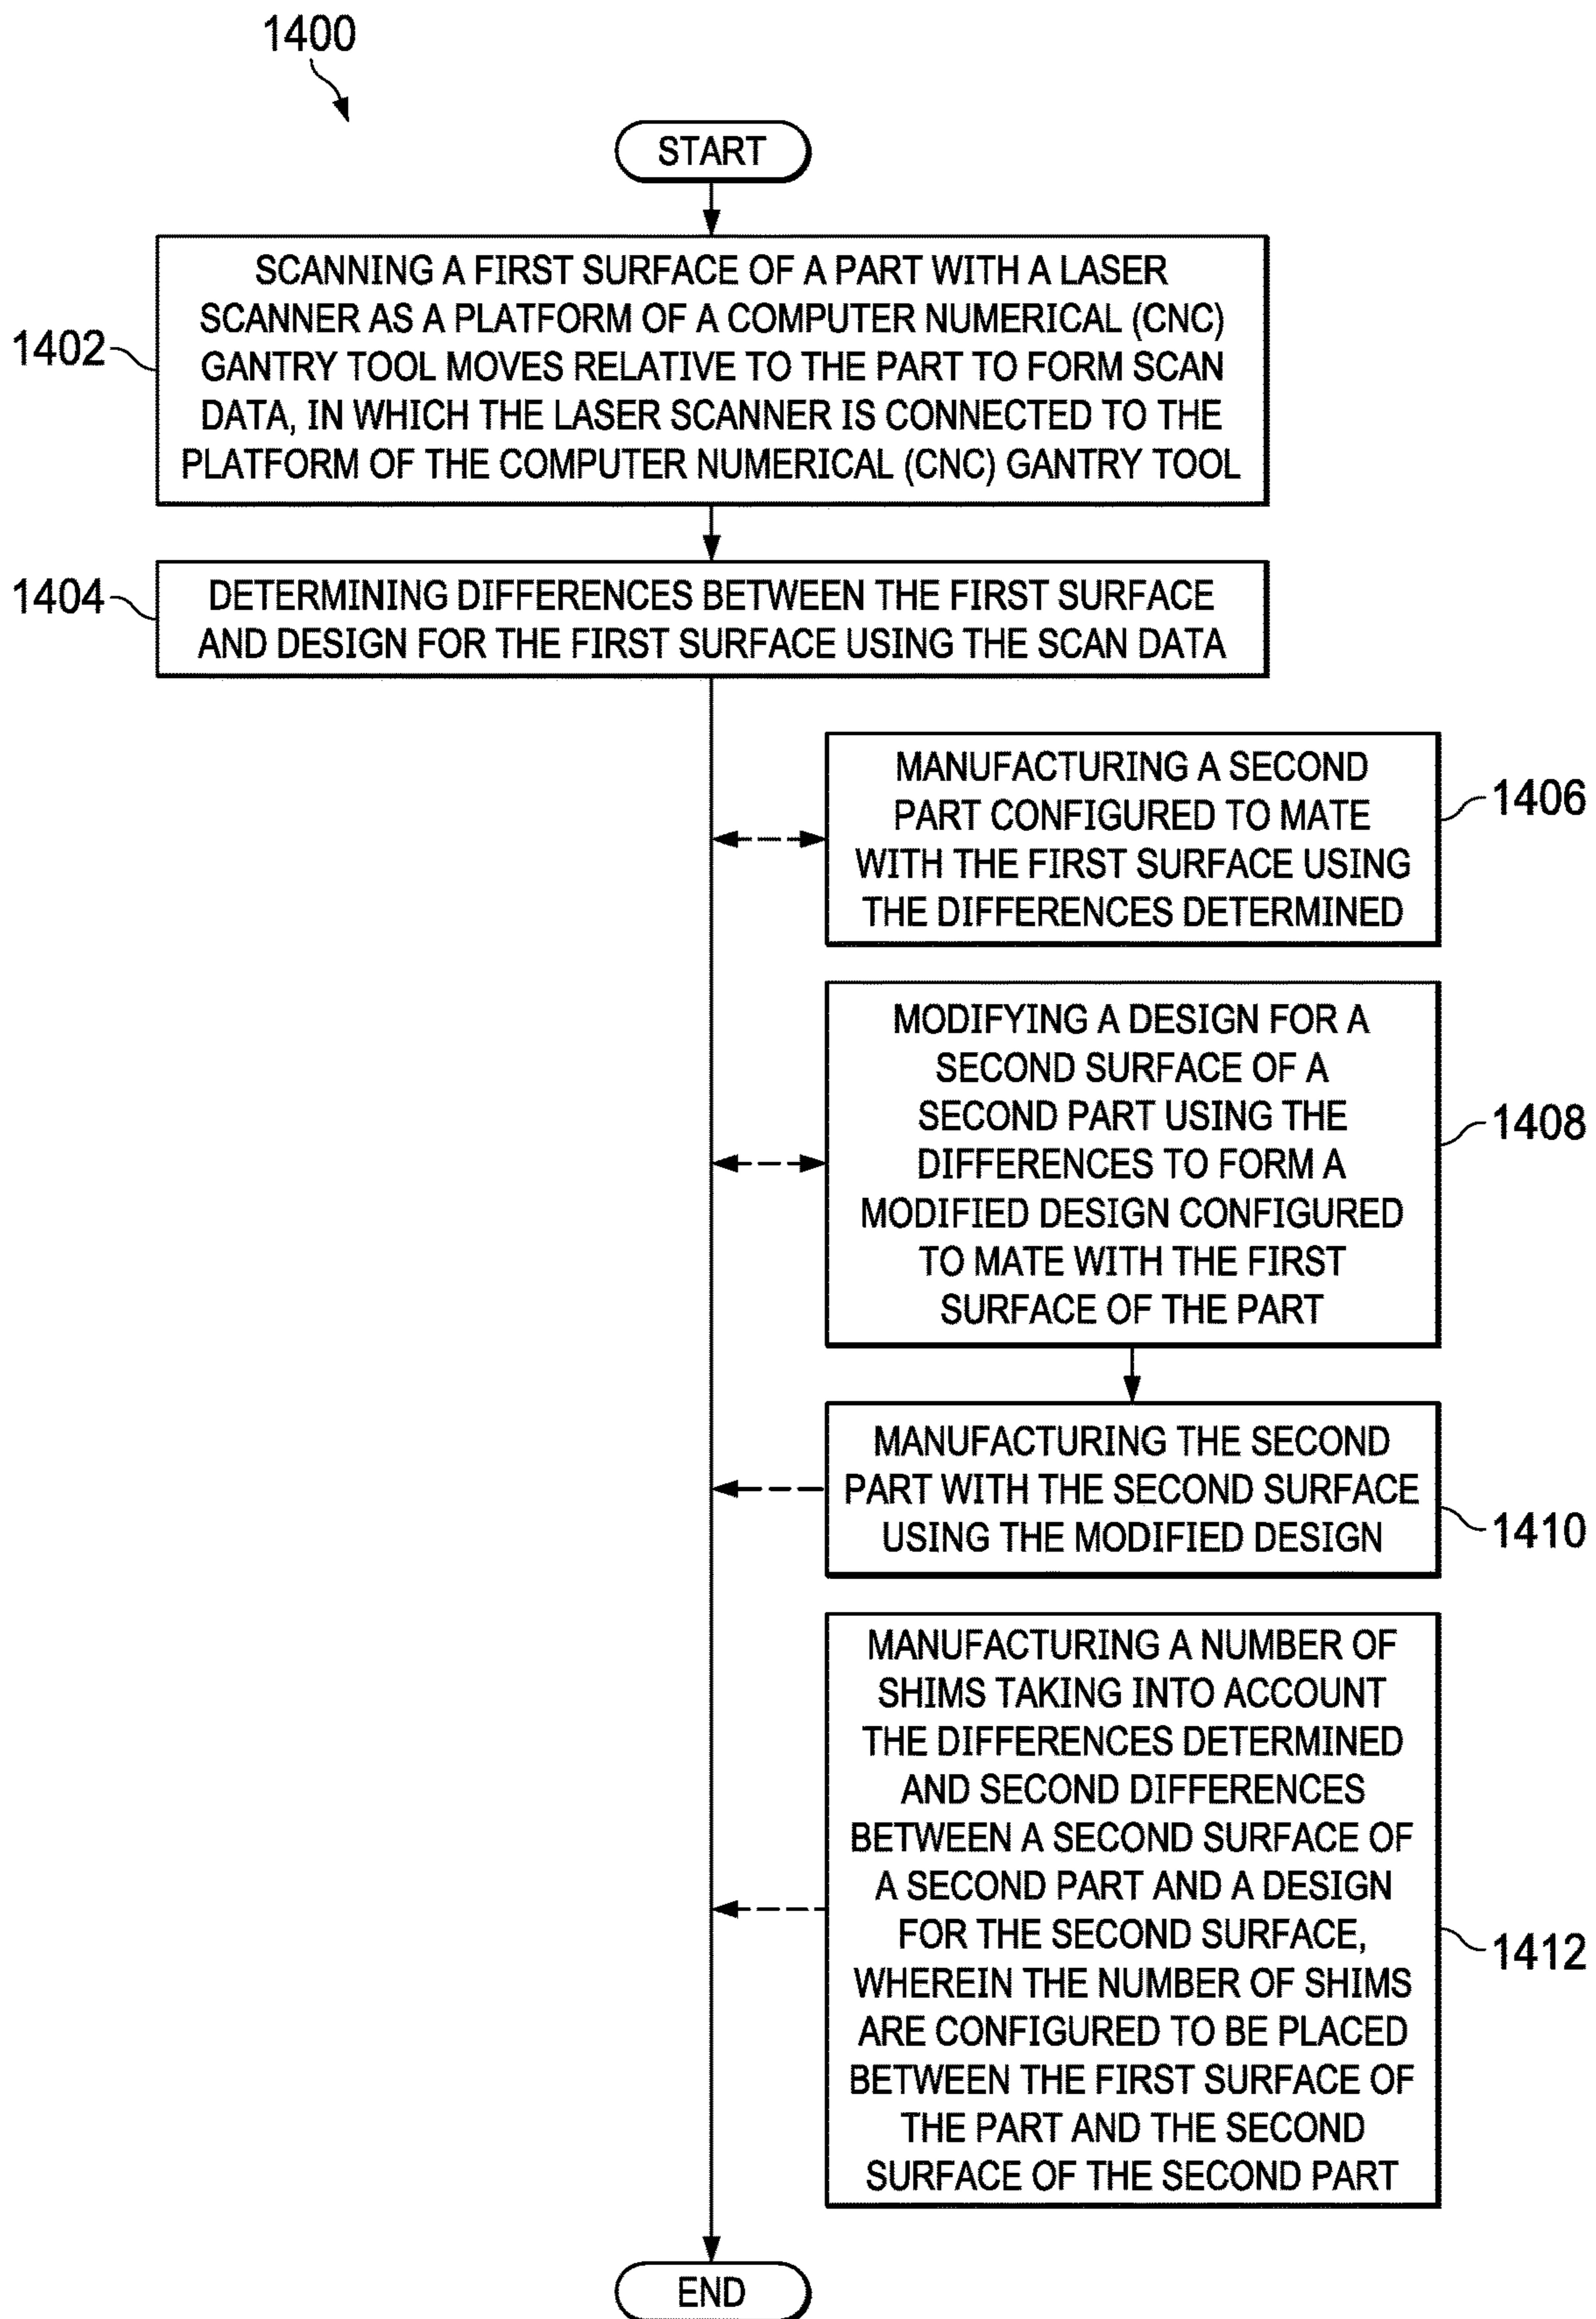 1400
START
1402
SCANNING A FIRST SURFACE OF A PART WITH A LASER
SCANNER AS A PLATFORM OF A COMPUTER NUMERICAL (CNC)
GANTRY TOOL MOVES RELATIVE TO THE PART TO FORM SCAN
DATA, IN WHICH THE LASER SCANNER IS CONNECTED TO THE
PLATFORM OF THE COMPUTER NUMERICAL (CNC) GANTRY TOOL
1404
DETERMINING DIFFERENCES BETWEEN THE FIRST SURFACE
AND DESIGN FOR THE FIRST SURFACE USING THE SCAN DATA
MANUFACTURING A SECOND
PART CONFIGURED TO MATE
WITH THE FIRST SURFACE USING
THE DIFFERENCES DETERMINED
1406
MODIFYING A DESIGN FOR A
SECOND SURFACE OF A
SECOND PART USING THE
DIFFERENCES TO FORM A
MODIFIED DESIGN CONFIGURED
TO MATE WITH THE FIRST
SURFACE OF THE PART
1408
MANUFACTURING THE SECOND
PART WITH THE SECOND SURFACE
USING THE MODIFIED DESIGN
1410
MANUFACTURING A NUMBER OF
SHIMS TAKING INTO ACCOUNT
THE DIFFERENCES DETERMINED
AND SECOND DIFFERENCES
BETWEEN A SECOND SURFACE OF
A SECOND PART AND A DESIGN
FOR THE SECOND SURFACE,
WHEREIN THE NUMBER OF SHIMS
ARE CONFIGURED TO BE PLACED
BETWEEN THE FIRST SURFACE OF
THE PART AND THE SECOND
SURFACE OF THE SECOND PART
1412
END